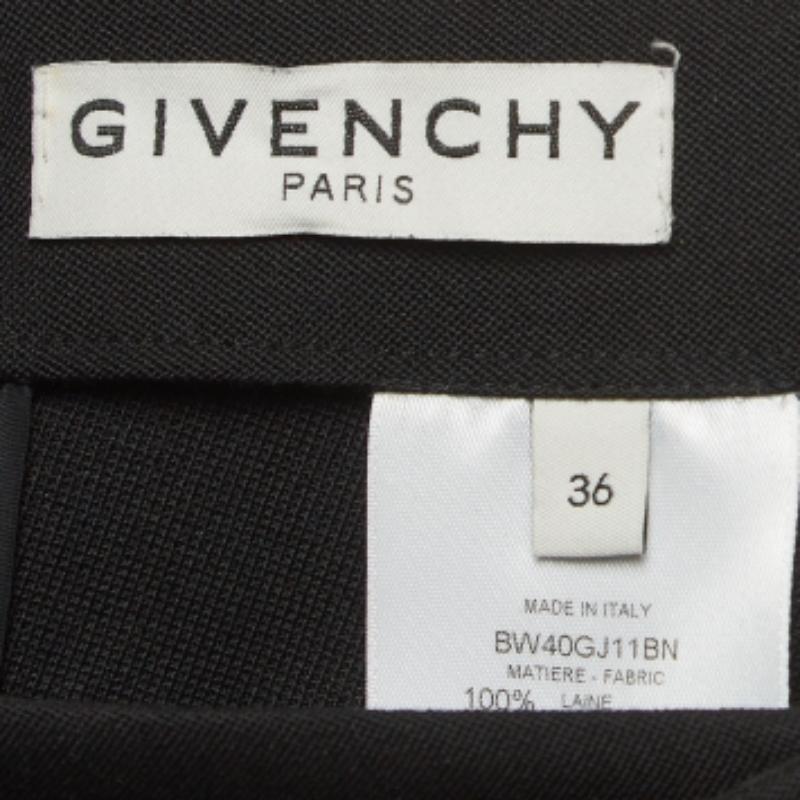 GIVENCHY
PARIS
36
MADE IN ITALY
BW40GJ11BN
MATIERE - FABRIC
100% LAINE